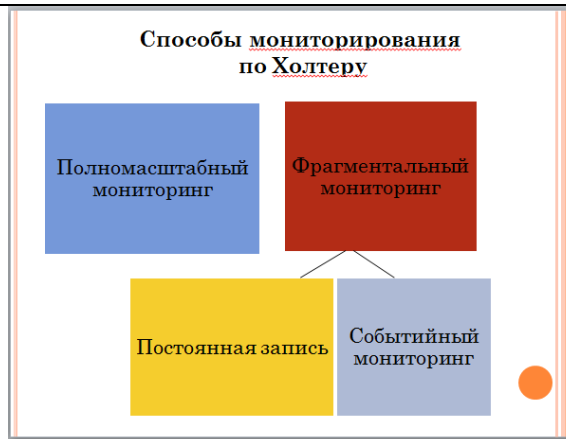 Способы мониторирования
по Холтеру
Полномасштабный
мониторинг
Фрагментальный
мониторинг
Постоянная запись
Событийный
мониторинг